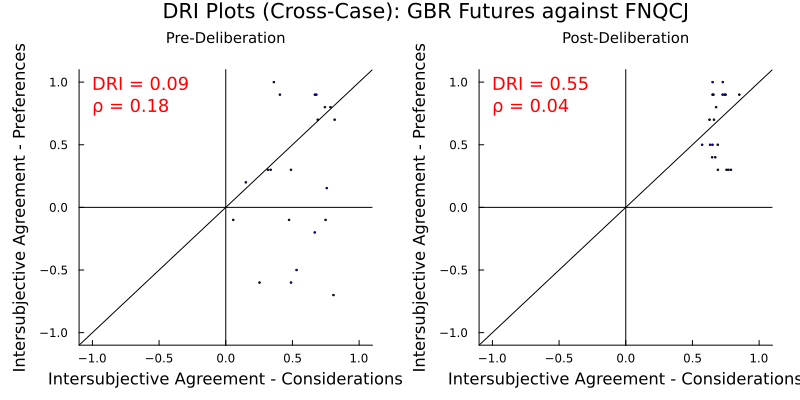 DRI Plots (Cross-Case): GBR Futures against FNQCJ
Pre-Deliberation
Intersubjective Agreement - Preferences
1.0
0.5
0.0
−0.5
−1.0
DRI = 0.09
ρ = 0.18
−1.0 −0.5 0.0 0.5 1.0
Intersubjective Agreement - Considerations
Post-Deliberation
Intersubjective Agreement - Preferences
1.0
0.5
0.0
−0.5
−1.0
DRI = 0.55
ρ = 0.04
−1.0 −0.5 0.0 0.5 1.0
Intersubjective Agreement - Considerations